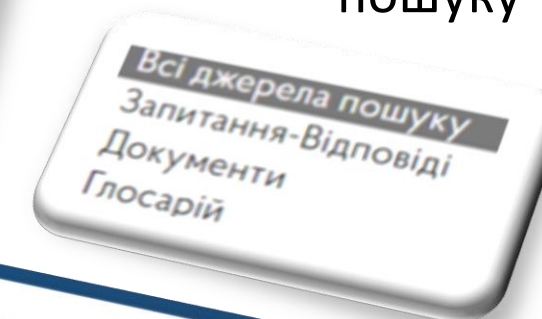 пошуку
Всі джерела пошуку
Запитання-Відповіді
Документи
Глосарій